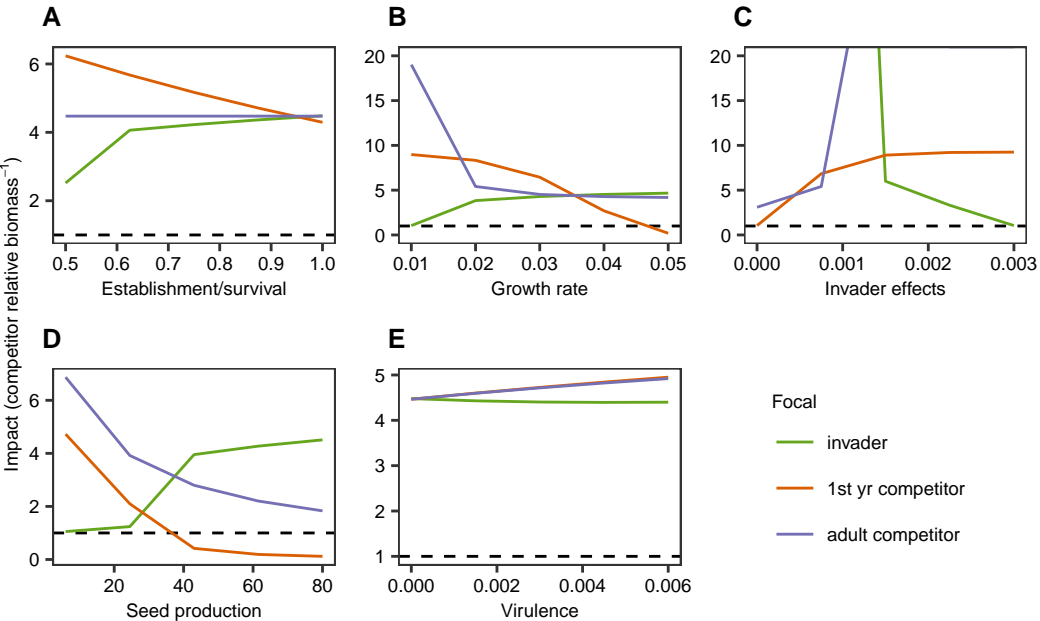 A
B
C
Impact (competitor relative biomass⁻¹)
6
4
2
0.5 0.6 0.7 0.8 0.9 1.0
Establishment/survival
20
15
10
5
0
0.01 0.02 0.03 0.04 0.05
Growth rate
20
15
10
5
0
0.000 0.001 0.002 0.003
Invader effects
D
E
6
4
2
0
20 40 60 80
Seed production
5
4
3
2
1
0.000 0.002 0.004 0.006
Virulence
Focal
invader
1st yr competitor
adult competitor